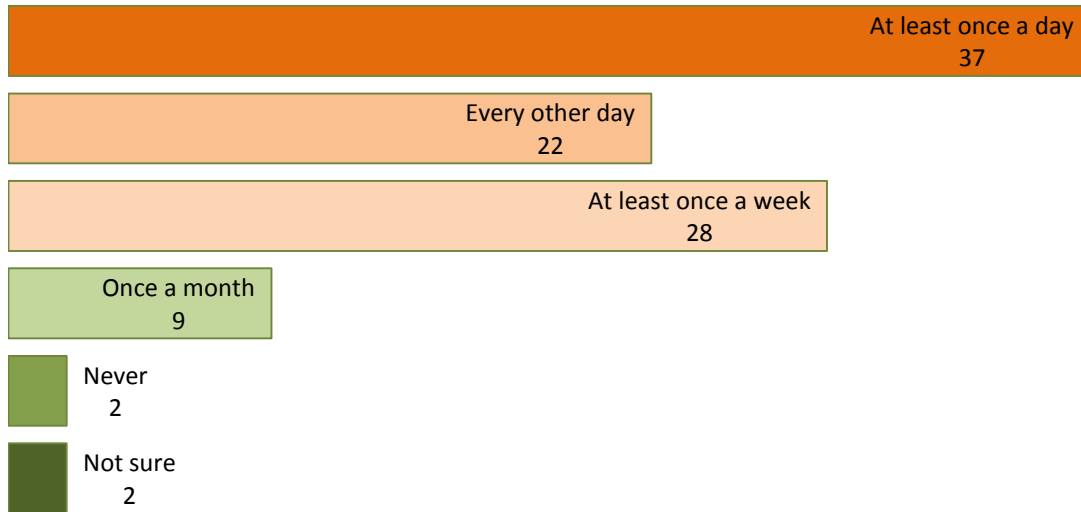 At least once a day
37
Every other day
22
At least once a week
28
Once a month
9
Never
2
Not sure
2